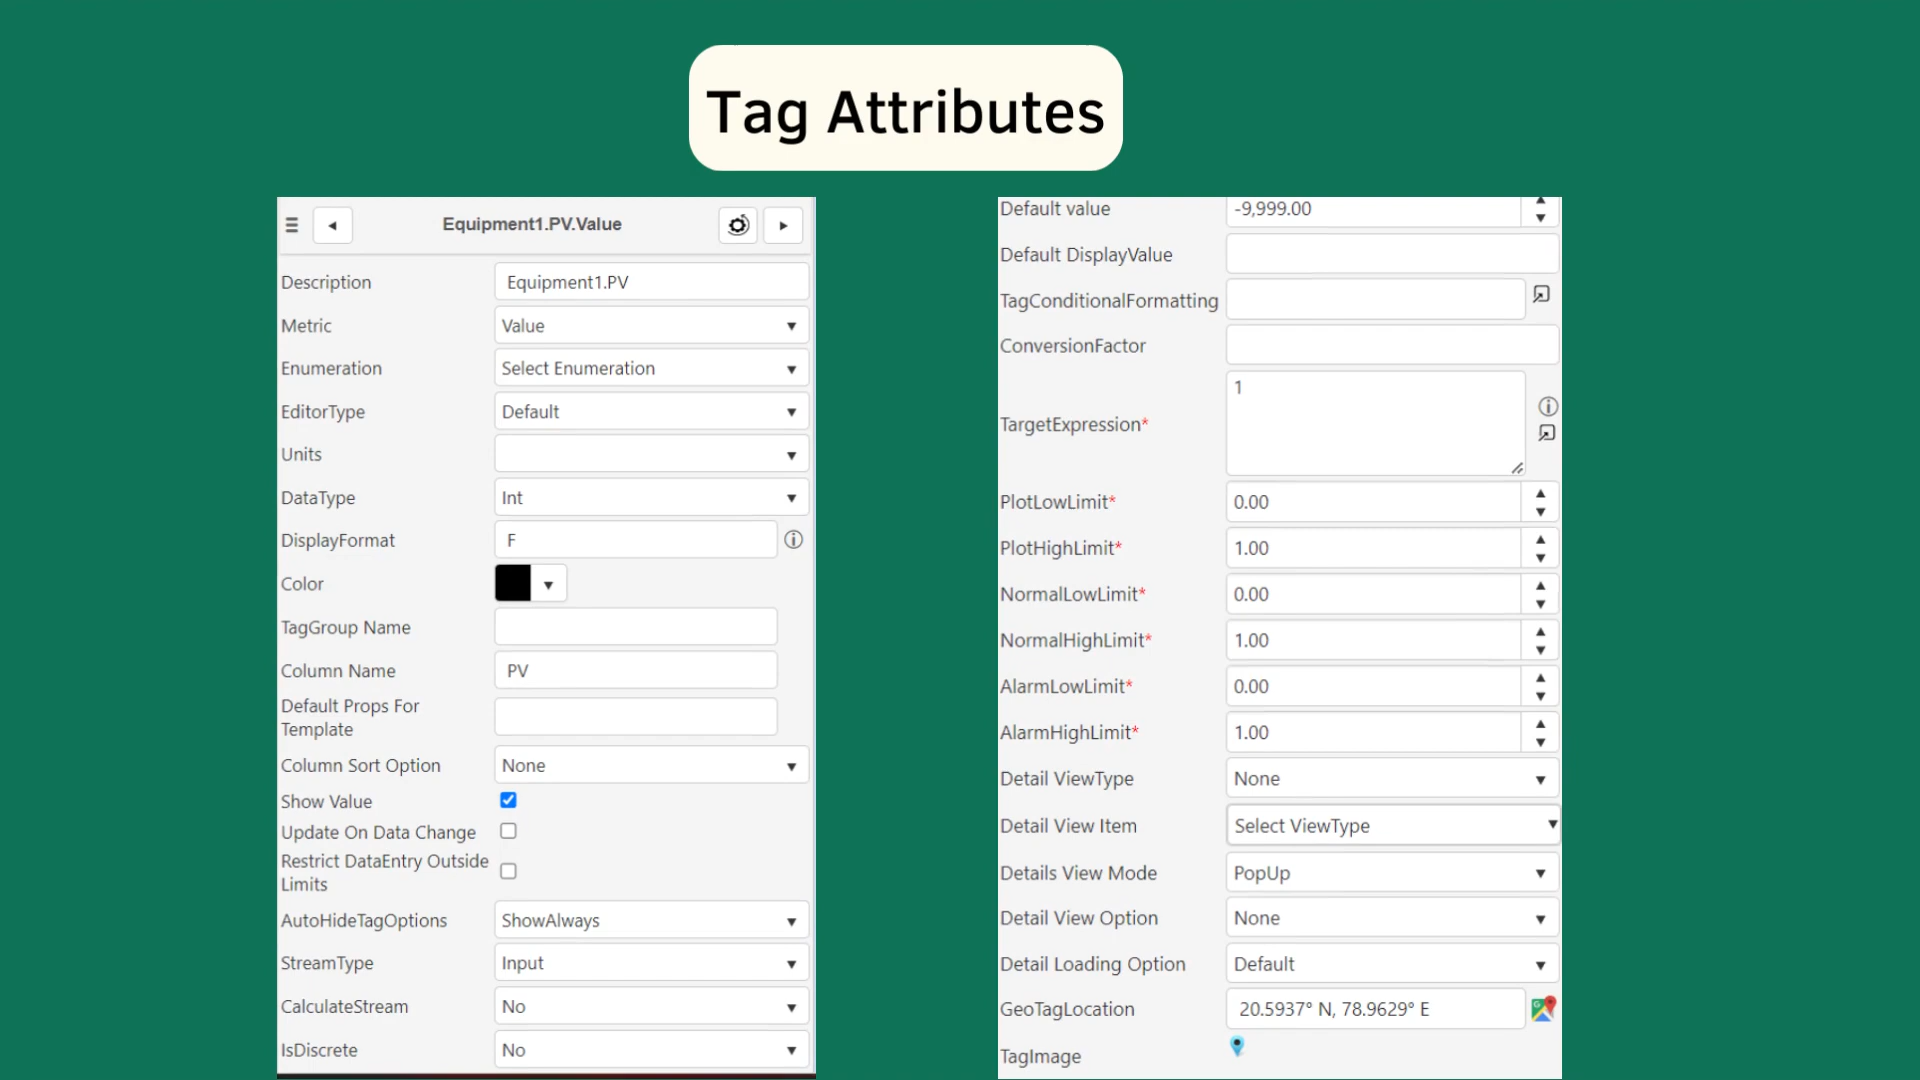 Tag Attributes
Equipment1.PV.Value
Description Equipment1.PV
Metric Value
Enumeration Select Enumeration
EditorType Default
Units
DataType Int
DisplayFormat F
Color
TagGroup Name
Column Name PV
Default Props For
Template
Column Sort Option None
Show Value
Update On Data Change
Restrict DataEntry Outside
Limits
AutoHideTagOptions ShowAlways
StreamType Input
CalculateStream No
IsDiscrete No
Default value -9,999.00
Default DisplayValue
TagConditionalFormatting
ConversionFactor
TargetExpression* 1
PlotLowLimit* 0.00
PlotHighLimit* 1.00
NormalLowLimit* 0.00
NormalHighLimit* 1.00
AlarmLowLimit* 0.00
AlarmHighLimit* 1.00
Detail ViewType None
Detail View Item Select ViewType
Details View Mode PopUp
Detail View Option None
Detail Loading Option Default
GeoTagLocation 20.5937° N, 78.9629° E
TagImage